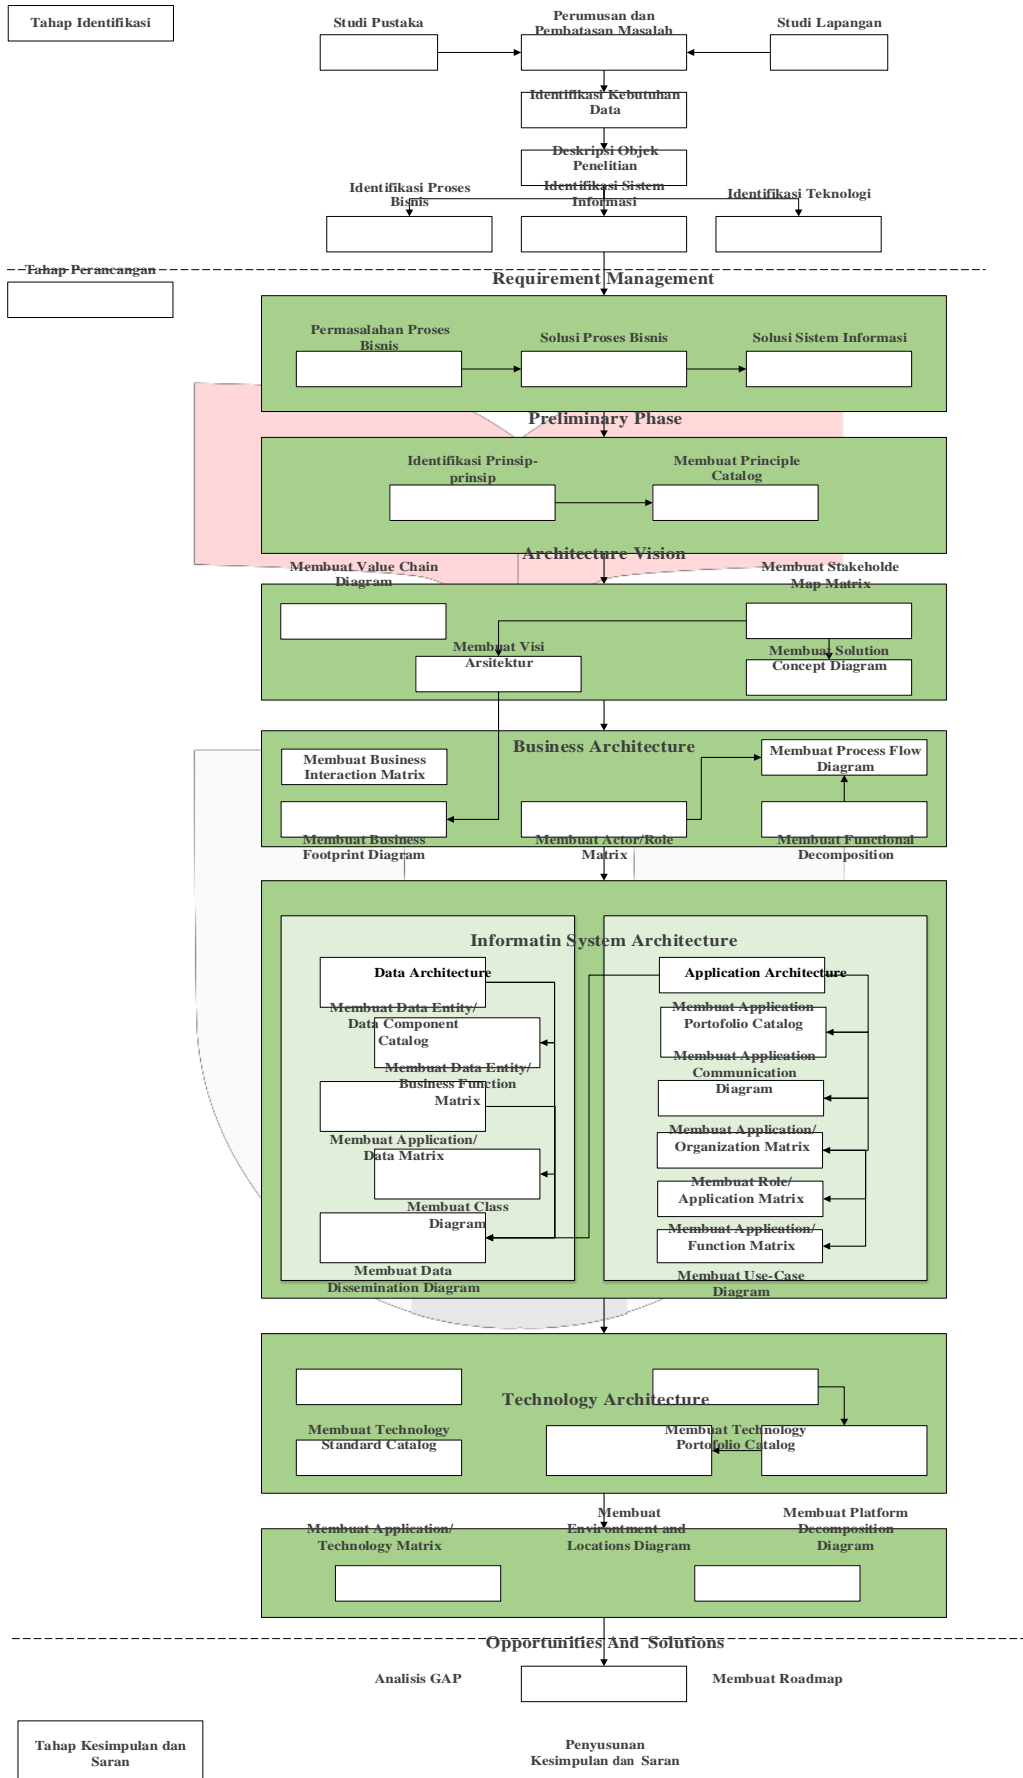 Tahap Identifikasi
Studi Pustaka
Perumusan dan
Pembatasan Masalah
Studi Lapangan
Identifikasi Kebutuhan
Data
Deskripsi Objek
Penelitian
Identifikasi Proses
Bisnis
Identifikasi Sistem
Informasi
Identifikasi Teknologi
Tahap Perancangan
Requirement Management
Permasalahan Proses
Bisnis
Solusi Proses Bisnis
Solusi Sistem Informasi
Preliminary Phase
Identifikasi Prinsip-
prinsip
Membuat Principle
Catalog
Architecture Vision
Membuat Value Chain
Diagram
Membuat Stakeholde
Map Matrix
Membuat Visi
Arsitektur
Membuat Solution
Concept Diagram
Business Architecture
Membuat Business
Interaction Matrix
Membuat Process Flow
Diagram
Membuat Business
Footprint Diagram
Membuat Actor/Role
Matrix
Membuat Functional
Decomposition
Informatin System Architecture
Data Architecture
Membuat Data Entity/
Data Component
Catalog
Membuat Data Entity/
Business Function
Matrix
Membuat Application/
Data Matrix
Membuat Class
Diagram
Membuat Data
Dissemination Diagram
Application Architecture
Membuat Application
Portofolio Catalog
Membuat Application
Communication
Diagram
Membuat Application/
Organization Matrix
Membuat Role/
Application Matrix
Membuat Application/
Function Matrix
Membuat Use-Case
Diagram
Technology Architecture
Membuat Technology
Standard Catalog
Membuat Technology
Portofolio Catalog
Membuat Application/
Technology Matrix
Membuat
Environtment and
Locations Diagram
Membuat Platform
Decomposition
Diagram
Opportunities And Solutions
Analisis GAP
Membuat Roadmap
Tahap Kesimpulan dan
Saran
Penyusunan
Kesimpulan dan Saran